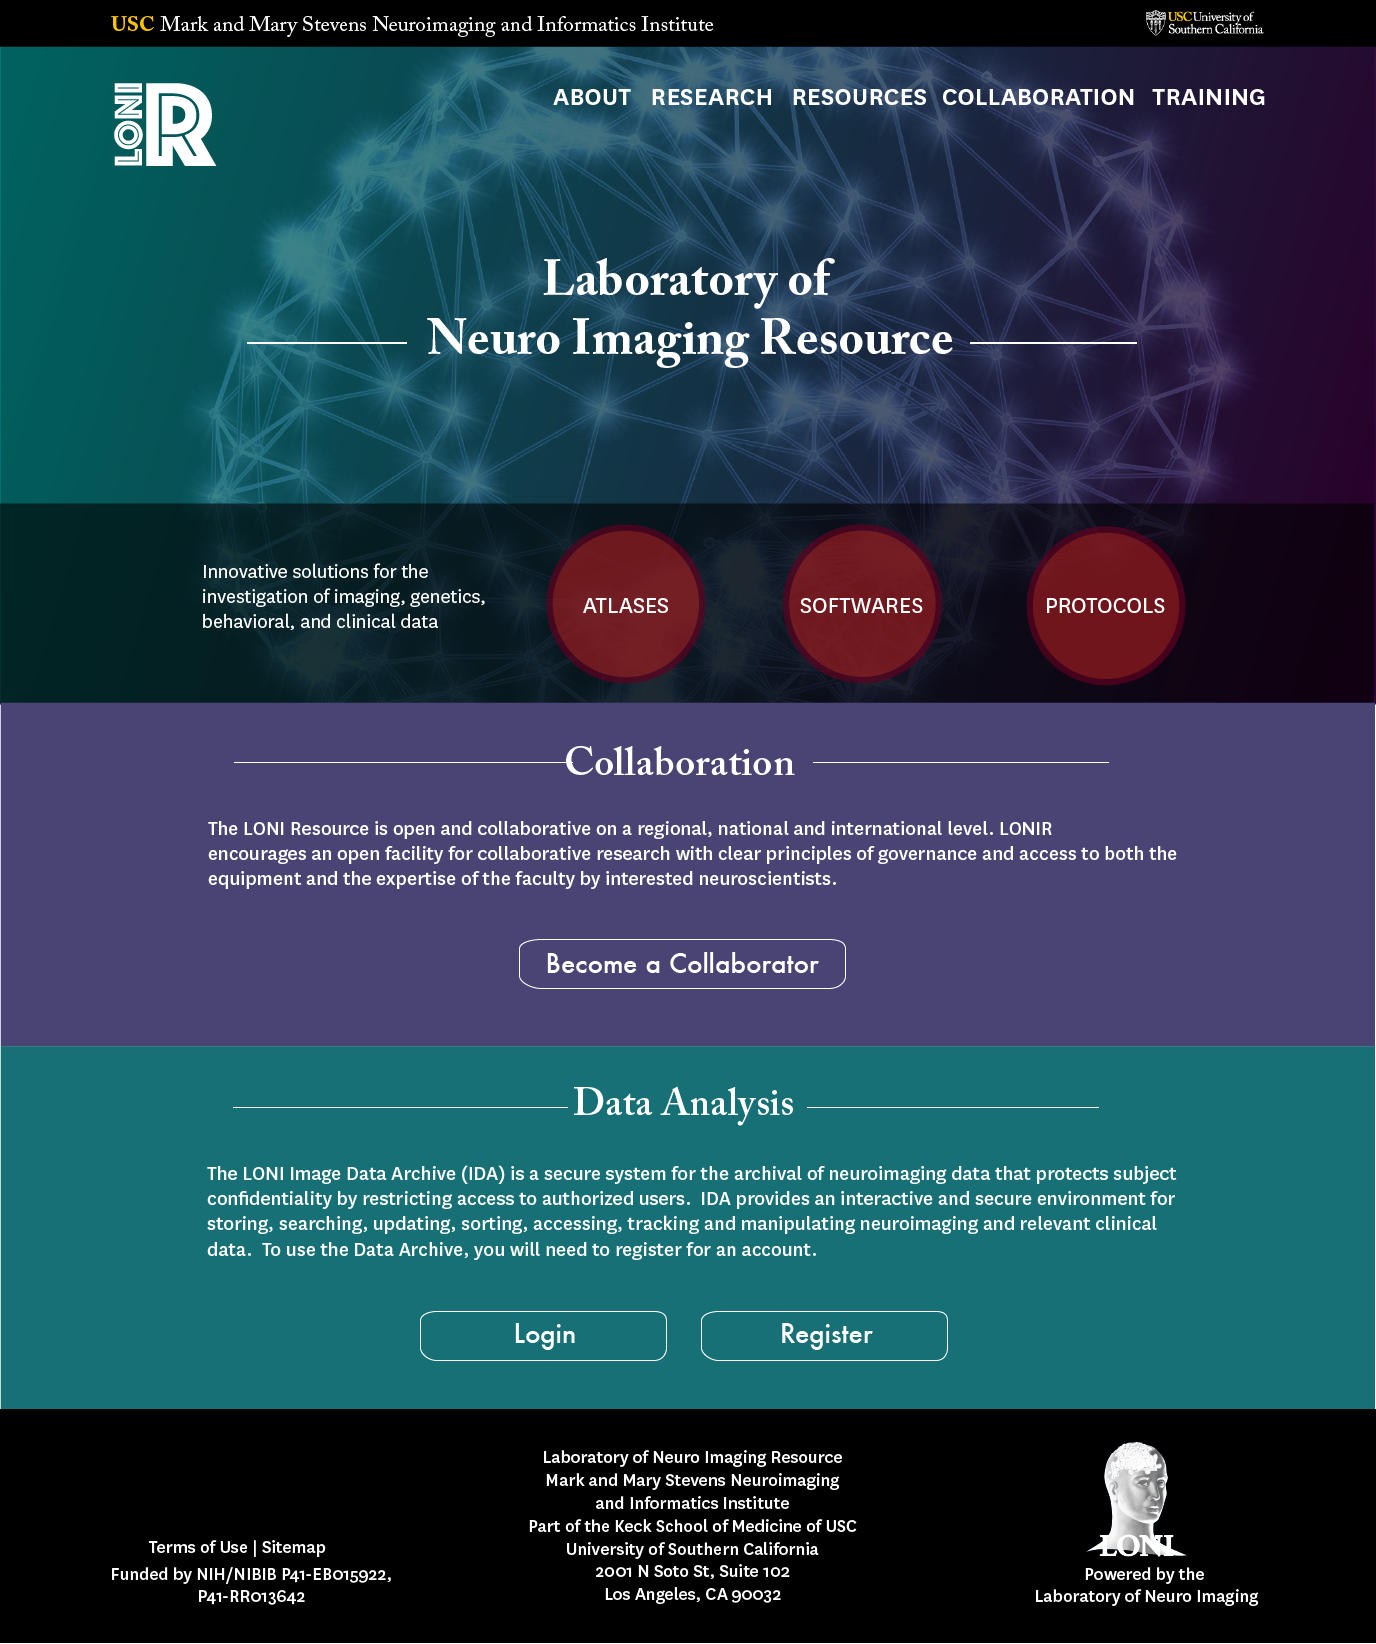 USC Mark and Mary Stevens Neuroimaging and Informatics Institute
USC University of
Southern California
LONI R
ABOUT RESEARCH RESOURCES COLLABORATION TRAINING
Laboratory of
Neuro Imaging Resource
Innovative solutions for the
investigation of imaging, genetics,
behavioral, and clinical data
ATLASES SOFTWARES PROTOCOLS
Collaboration
The LONI Resource is open and collaborative on a regional, national and international level. LONIR
encourages an open facility for collaborative research with clear principles of governance and access to both the
equipment and the expertise of the faculty by interested neuroscientists.
Become a Collaborator
Data Analysis
The LONI Image Data Archive (IDA) is a secure system for the archival of neuroimaging data that protects subject
confidentiality by restricting access to authorized users.  IDA provides an interactive and secure environment for
storing, searching, updating, sorting, accessing, tracking and manipulating neuroimaging and relevant clinical
data.  To use the Data Archive, you will need to register for an account.
Login Register
Terms of Use | Sitemap
Funded by NIH/NIBIB P41-EB015922,
P41-RR013642
Laboratory of Neuro Imaging Resource
Mark and Mary Stevens Neuroimaging
and Informatics Institute
Part of the Keck School of Medicine of USC
University of Southern California
2001 N Soto St, Suite 102
Los Angeles, CA 90032
LONI
Powered by the
Laboratory of Neuro Imaging